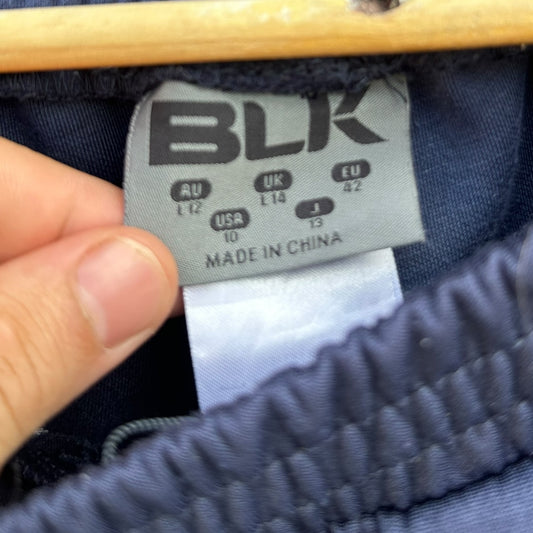 BLK
AU UK EU
L12 L14 42
USA J
10 13
MADE IN CHINA